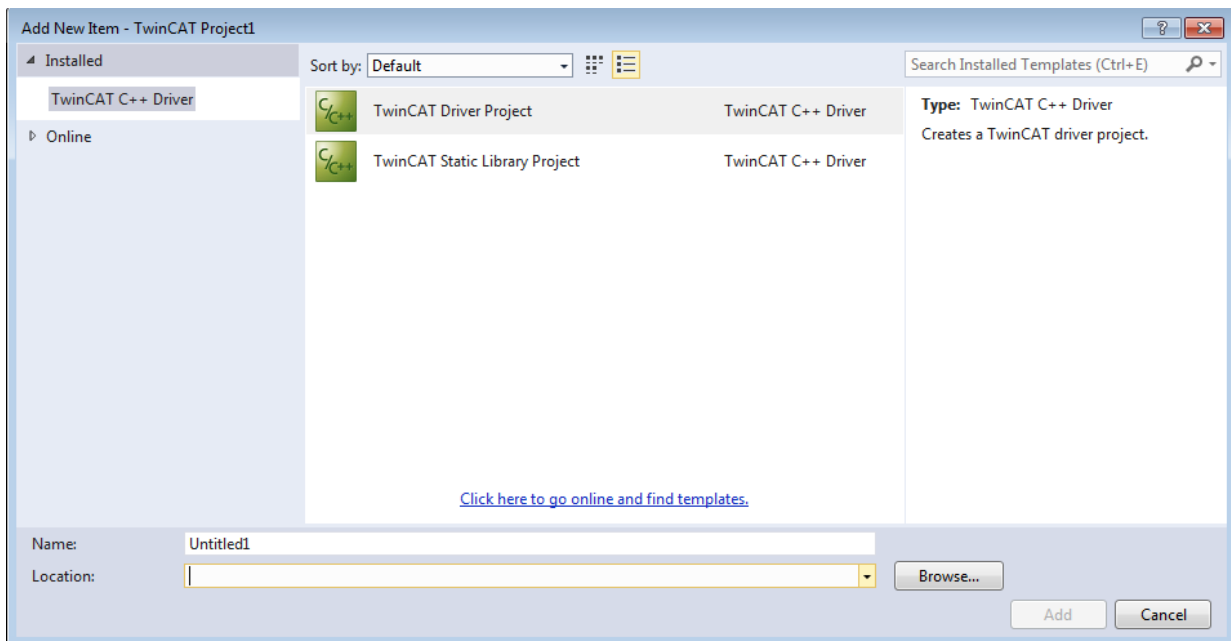 Add New Item - TwinCAT Project1
Installed
TwinCAT C++ Driver
Online
Sort by: Default
Search Installed Templates (Ctrl+E)
C/C++ TwinCAT Driver Project TwinCAT C++ Driver
C/C++ TwinCAT Static Library Project TwinCAT C++ Driver
Click here to go online and find templates.
Type: TwinCAT C++ Driver
Creates a TwinCAT driver project.
Name: Untitled1
Location:
Browse...
Add Cancel